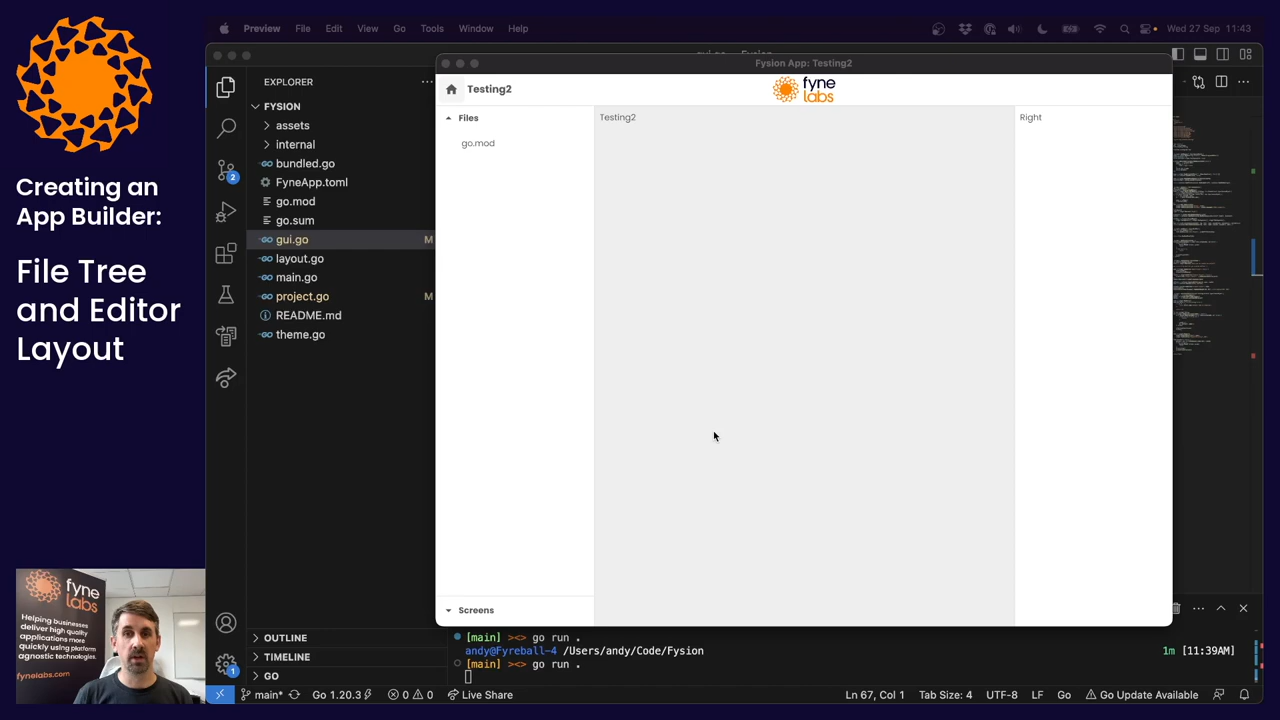 Creating an
App Builder:
File Tree
and Editor
Layout
fyne
labs
Helping businesses
deliver high quality
applications more
quickly using platform
agnostic technologies.
fynelabs.com
Preview File Edit View Go Tools Window Help
Wed 27 Sep 11:43
EXPLORER
FYSION
assets
internal
bundled.go
FyneApp.toml
go.mod
go.sum
gui.go M
layout.go
main.go
project.go M
README.md
theme.go
2
OUTLINE
TIMELINE
GO
1
Fysion App: Testing2
Testing2
fyne
labs
Files
go.mod
Screens
Testing2
Right
[main] ><> go run .
andy@Fyreball-4 /Users/andy/Code/Fysion 1m [11:39AM]
[main] ><> go run .
main* Go 1.20.3 0 0 Live Share Ln 67, Col 1 Tab Size: 4 UTF-8 LF Go Go Update Available